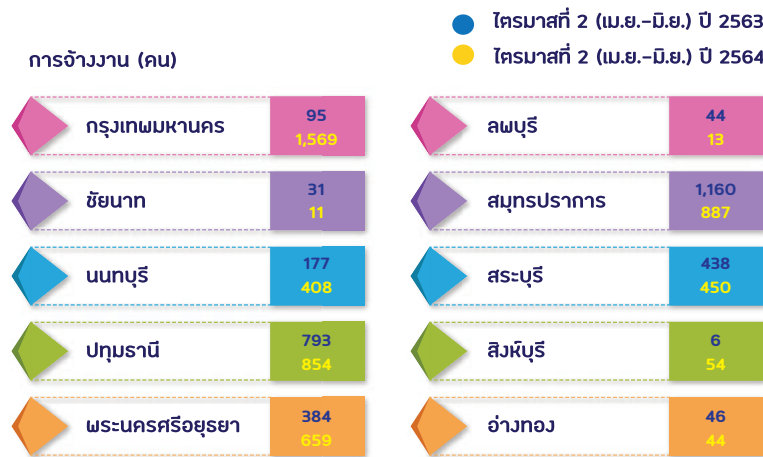 ไตรมาสที่ 2 (เม.ย.-มิ.ย.) ปี 2563
ไตรมาสที่ 2 (เม.ย.-มิ.ย.) ปี 2564
การจ้างงาน (คน)
กรุงเทพมหานคร
95
1,569
ชัยนาท
31
11
นนทบุรี
177
408
ปทุมธานี
793
854
พระนครศรีอยุธยา
384
659
ลพบุรี
44
13
สมุทรปราการ
1,160
887
สระบุรี
438
450
สิงห์บุรี
6
54
อ่างทอง
46
44